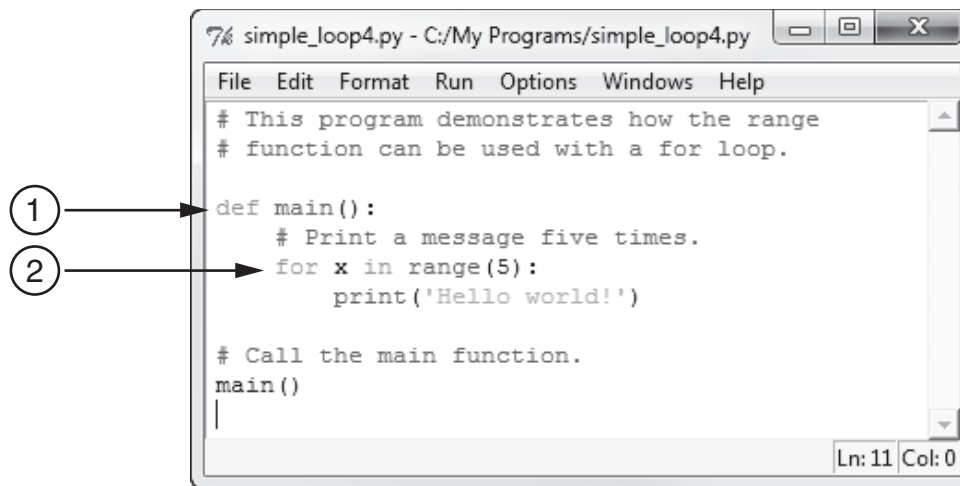 simple_loop4.py - C:/My Programs/simple_loop4.py
File Edit Format Run Options Windows Help
# This program demonstrates how the range
# function can be used with a for loop.
1
def main():
    # Print a message five times.
2
    for x in range(5):
        print('Hello world!')
# Call the main function.
main()
Ln: 11 Col: 0